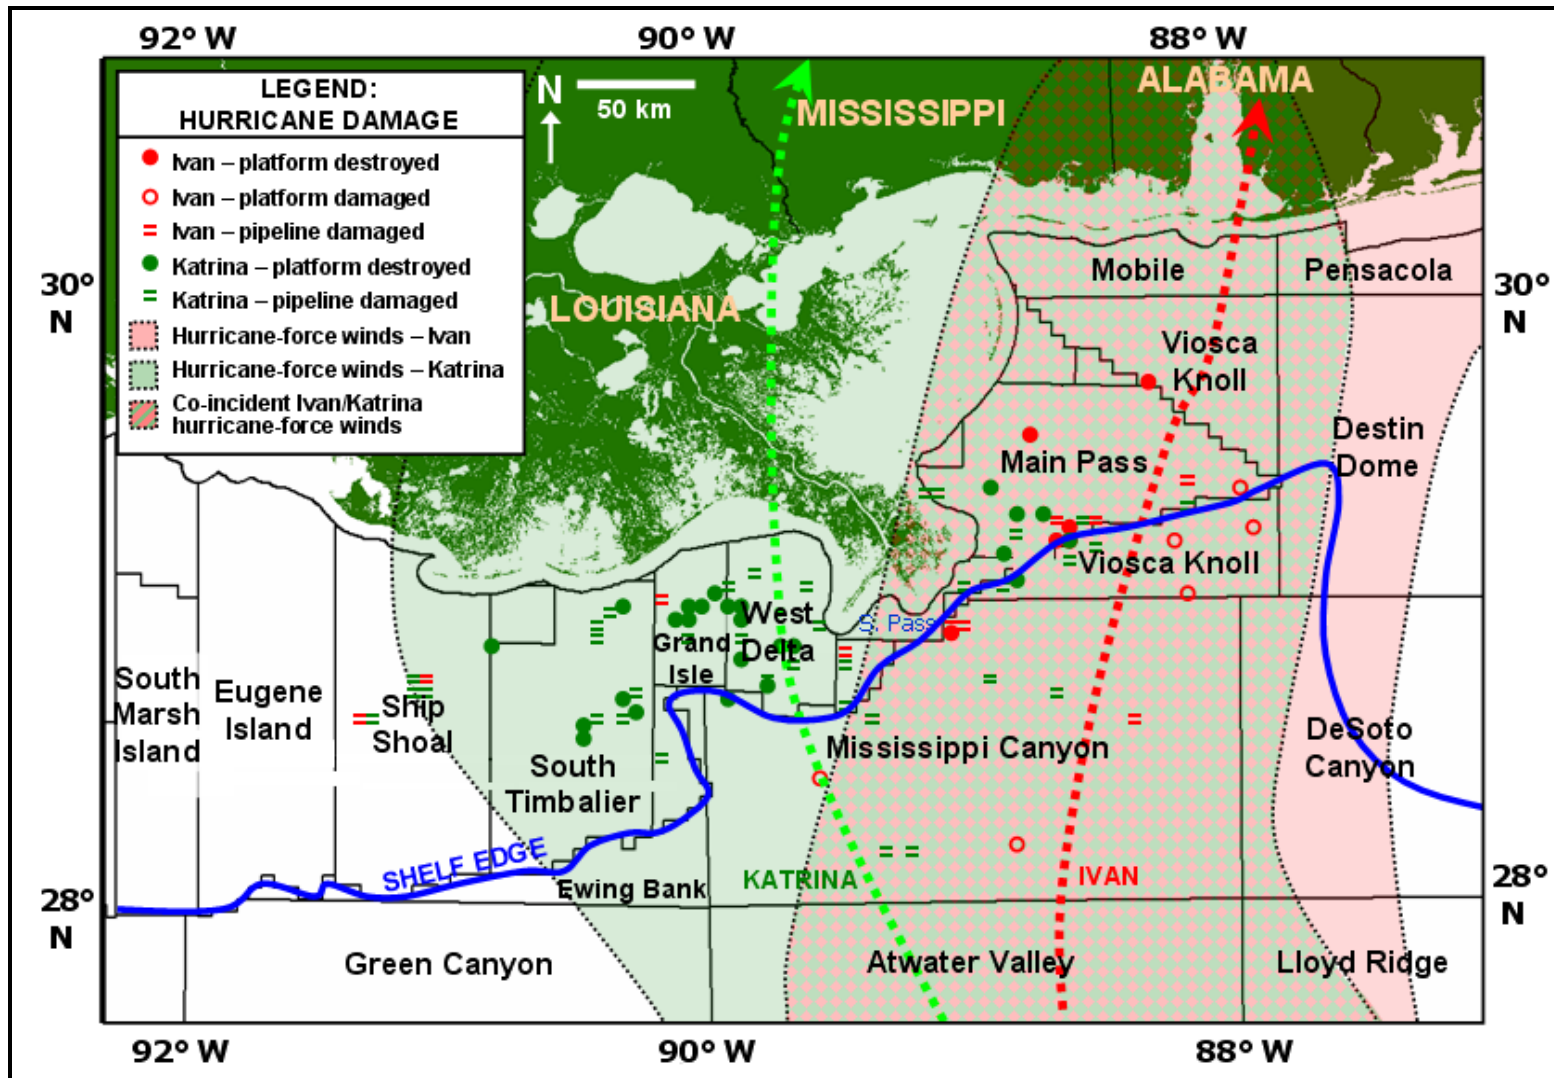 92° W 90° W 88° W
LEGEND:
HURRICANE DAMAGE
Ivan – platform destroyed
Ivan – platform damaged
Ivan – pipeline damaged
Katrina – platform destroyed
Katrina – pipeline damaged
Hurricane-force winds – Ivan
Hurricane-force winds – Katrina
Co-incident Ivan/Katrina
hurricane-force winds
N
50 km
MISSISSIPPI
ALABAMA
LOUISIANA
30°
N
30°
N
Mobile
Pensacola
Viosca
Knoll
Destin
Dome
Main Pass
Viosca Knoll
S. Pass
West
Delta
Grand
Isle
South
Marsh
Island
Eugene
Island
Ship
Shoal
South
Timbalier
Mississippi Canyon
DeSoto
Canyon
SHELF EDGE
Ewing Bank
KATRINA
IVAN
28°
N
28°
N
Green Canyon
Atwater Valley
Lloyd Ridge
92° W 90° W 88° W